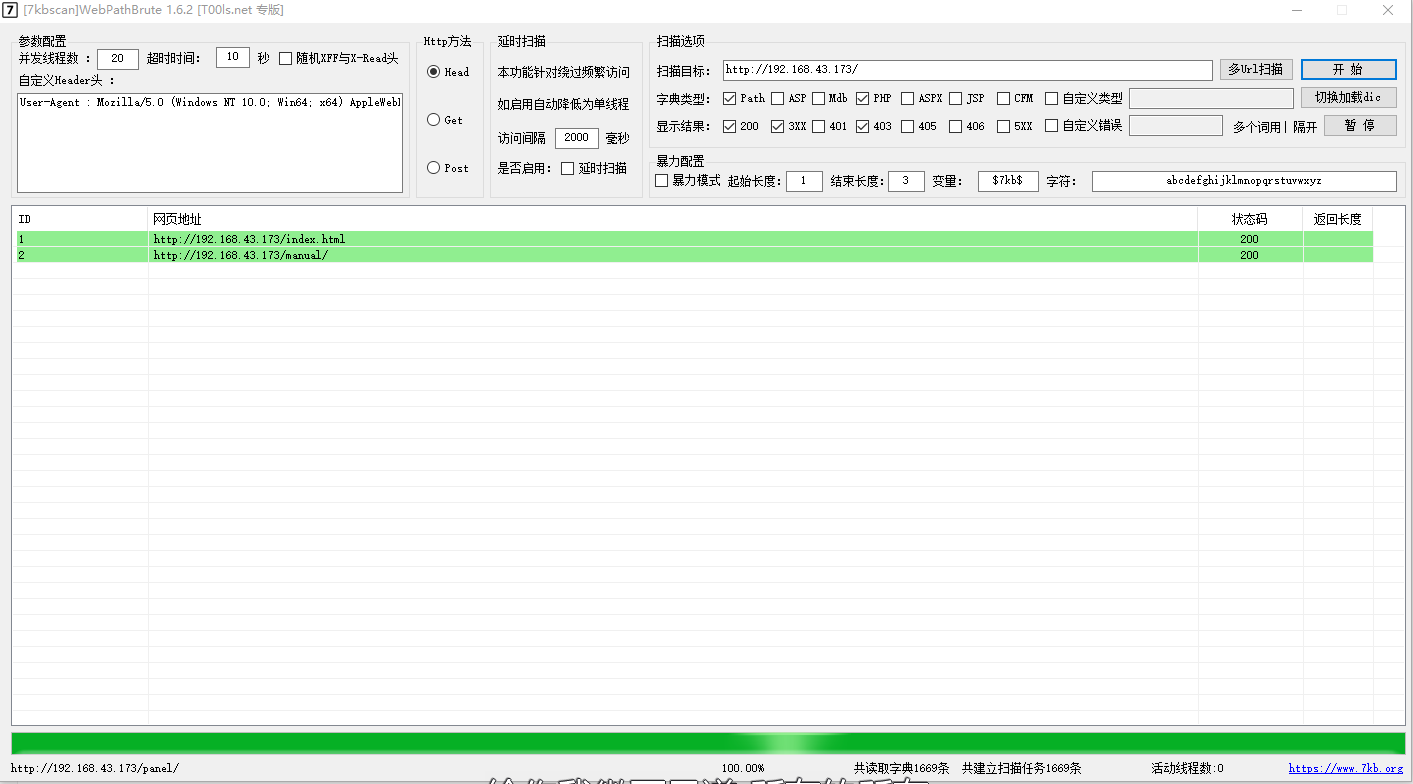 7 [7kbscan]WebPathBrute 1.6.2 [T00ls.net 专版]
参数配置
并发线程数 : 20 超时时间: 10 秒 随机XFF与X-Read头
自定义Header头 :
User-Agent : Mozilla/5.0 (Windows NT 10.0; Win64; x64) AppleWebK
Http方法
Head
Get
Post
延时扫描
本功能针对绕过频繁访问
如启用自动降低为单线程
访问间隔 2000 毫秒
是否启用: 延时扫描
扫描选项
扫描目标: http://192.168.43.173/ 多Url扫描 开 始
字典类型: Path ASP Mdb PHP ASPX JSP CFM 自定义类型 切换加载dic
显示结果: 200 3XX 401 403 405 406 5XX 自定义错误 多个词用| 隔开 暂 停
暴力配置
暴力模式 起始长度: 1 结束长度: 3 变量: $7kb$ 字符: abcdefghijklmnopqrstuvwxyz
ID 网页地址 状态码 返回长度
1 http://192.168.43.173/index.html 200
2 http://192.168.43.173/manual/ 200
http://192.168.43.173/panel/ 100.00% 共读取字典1669条 共建立扫描任务1669条 活动线程数:0 https://www.7kb.org